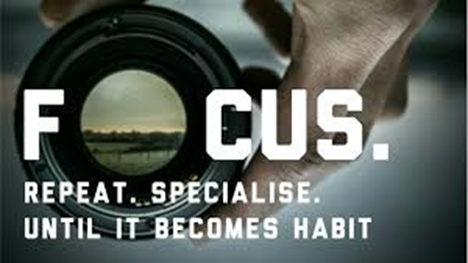 F CUS.
REPEAT. SPECIALISE.
UNTIL IT BECOMES HABIT